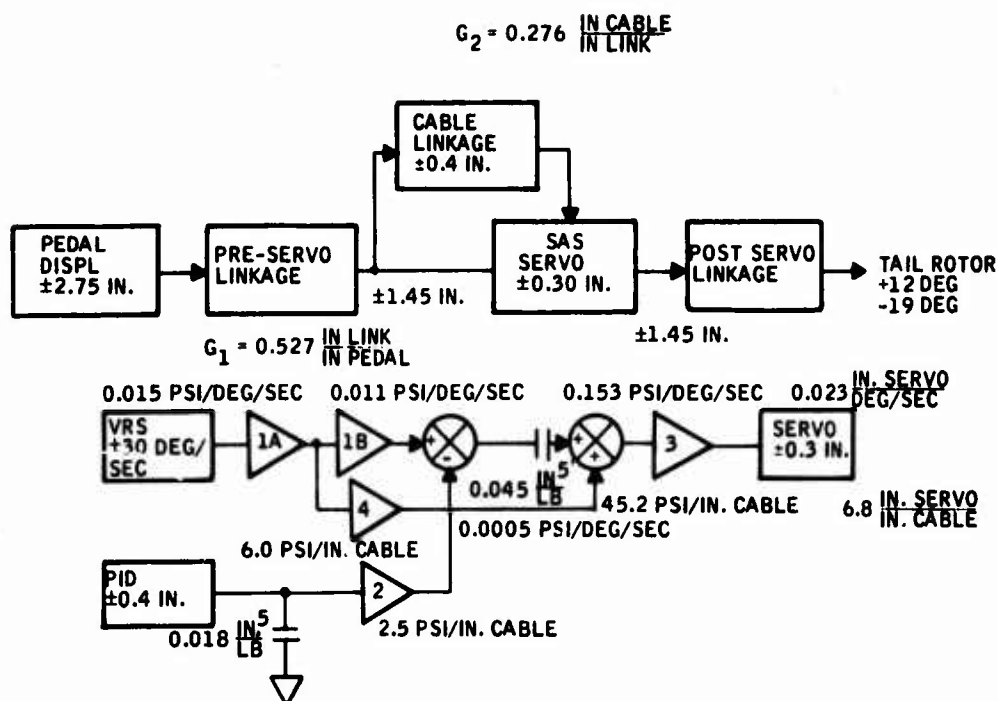 G2 = 0.276 IN CABLE
IN LINK
CABLE
LINKAGE
±0.4 IN.
PEDAL
DISPL
±2.75 IN.
PRE-SERVO
LINKAGE
±1.45 IN.
SAS
SERVO
±0.30 IN.
POST SERVO
LINKAGE
±1.45 IN.
TAIL ROTOR
+12 DEG
-19 DEG
G1 = 0.527 IN LINK
IN PEDAL
0.015 PSI/DEG/SEC
0.011 PSI/DEG/SEC
0.153 PSI/DEG/SEC
0.023 IN. SERVO
DEG/SEC
VRS
±30 DEG/
SEC
1A
1B
+
-
+
+
3
SERVO
±0.3 IN.
0.045 IN.5
LB
4
45.2 PSI/IN. CABLE
6.8 IN. SERVO
IN. CABLE
0.0005 PSI/DEG/SEC
6.0 PSI/IN. CABLE
PID
±0.4 IN.
2
2.5 PSI/IN. CABLE
0.018 IN.5
LB